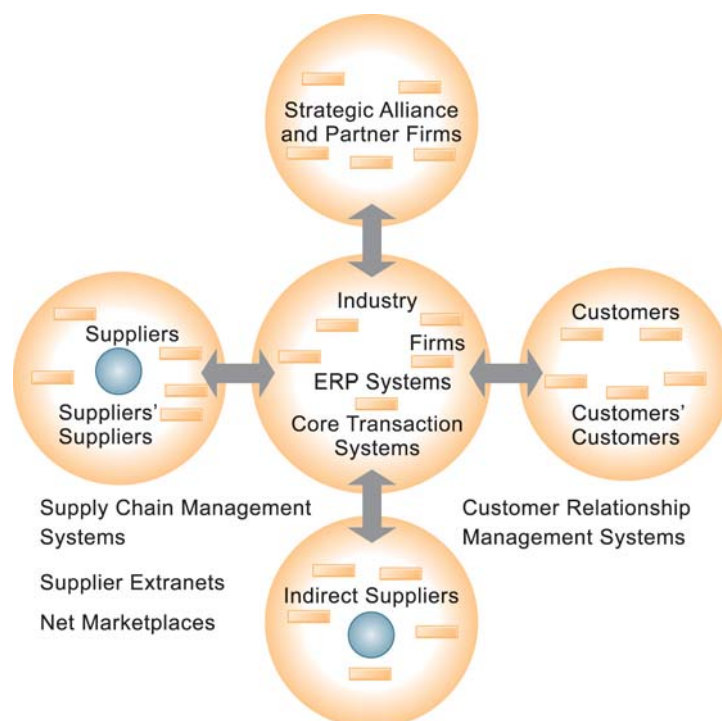 Strategic Alliance
and Partner Firms
Industry
Firms
ERP Systems
Core Transaction
Systems
Suppliers
Suppliers’
Suppliers
Customers
Customers’
Customers
Supply Chain Management
Systems
Supplier Extranets
Net Marketplaces
Customer Relationship
Management Systems
Indirect Suppliers